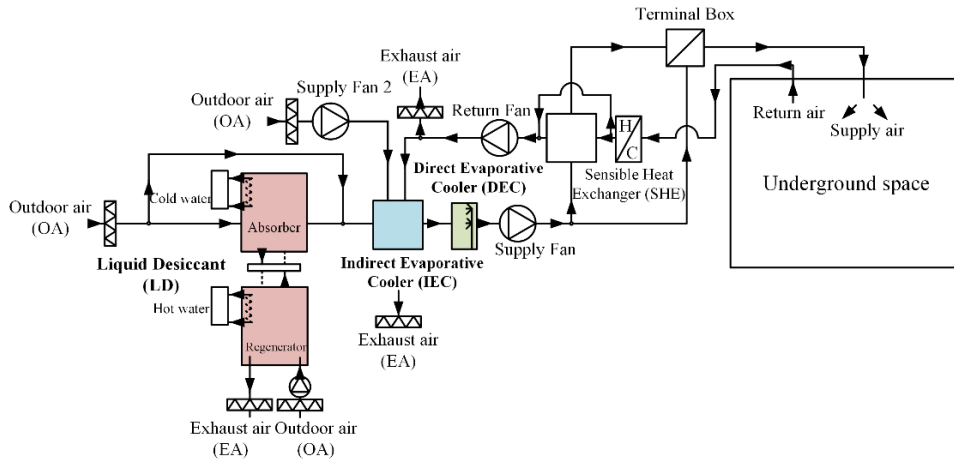 Terminal Box
Exhaust air
(EA)
Supply Fan 2
Outdoor air
(OA)
Return Fan
Return air
Supply air
H
C
Sensible Heat
Exchanger (SHE)
Direct Evaporative
Cooler (DEC)
Underground space
Cold water
Outdoor air
(OA)
Absorber
Supply Fan
Liquid Desiccant
(LD)
Indirect Evaporative
Cooler (IEC)
Hot water
Exhaust air
(EA)
Regenerator
Exhaust air
(EA)
Outdoor air
(OA)